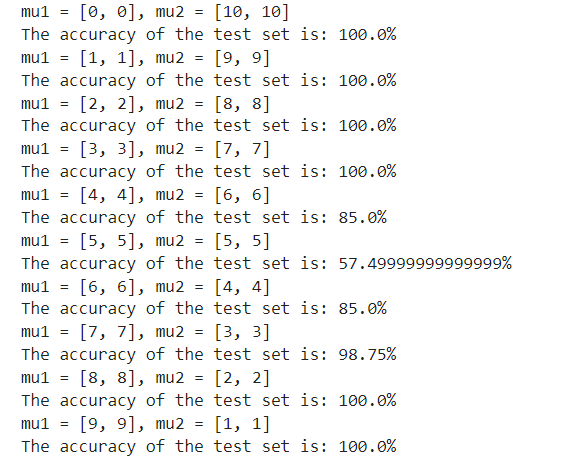 mu1 = [0, 0], mu2 = [10, 10]
The accuracy of the test set is: 100.0%
mu1 = [1, 1], mu2 = [9, 9]
The accuracy of the test set is: 100.0%
mu1 = [2, 2], mu2 = [8, 8]
The accuracy of the test set is: 100.0%
mu1 = [3, 3], mu2 = [7, 7]
The accuracy of the test set is: 100.0%
mu1 = [4, 4], mu2 = [6, 6]
The accuracy of the test set is: 85.0%
mu1 = [5, 5], mu2 = [5, 5]
The accuracy of the test set is: 57.49999999999999%
mu1 = [6, 6], mu2 = [4, 4]
The accuracy of the test set is: 85.0%
mu1 = [7, 7], mu2 = [3, 3]
The accuracy of the test set is: 98.75%
mu1 = [8, 8], mu2 = [2, 2]
The accuracy of the test set is: 100.0%
mu1 = [9, 9], mu2 = [1, 1]
The accuracy of the test set is: 100.0%